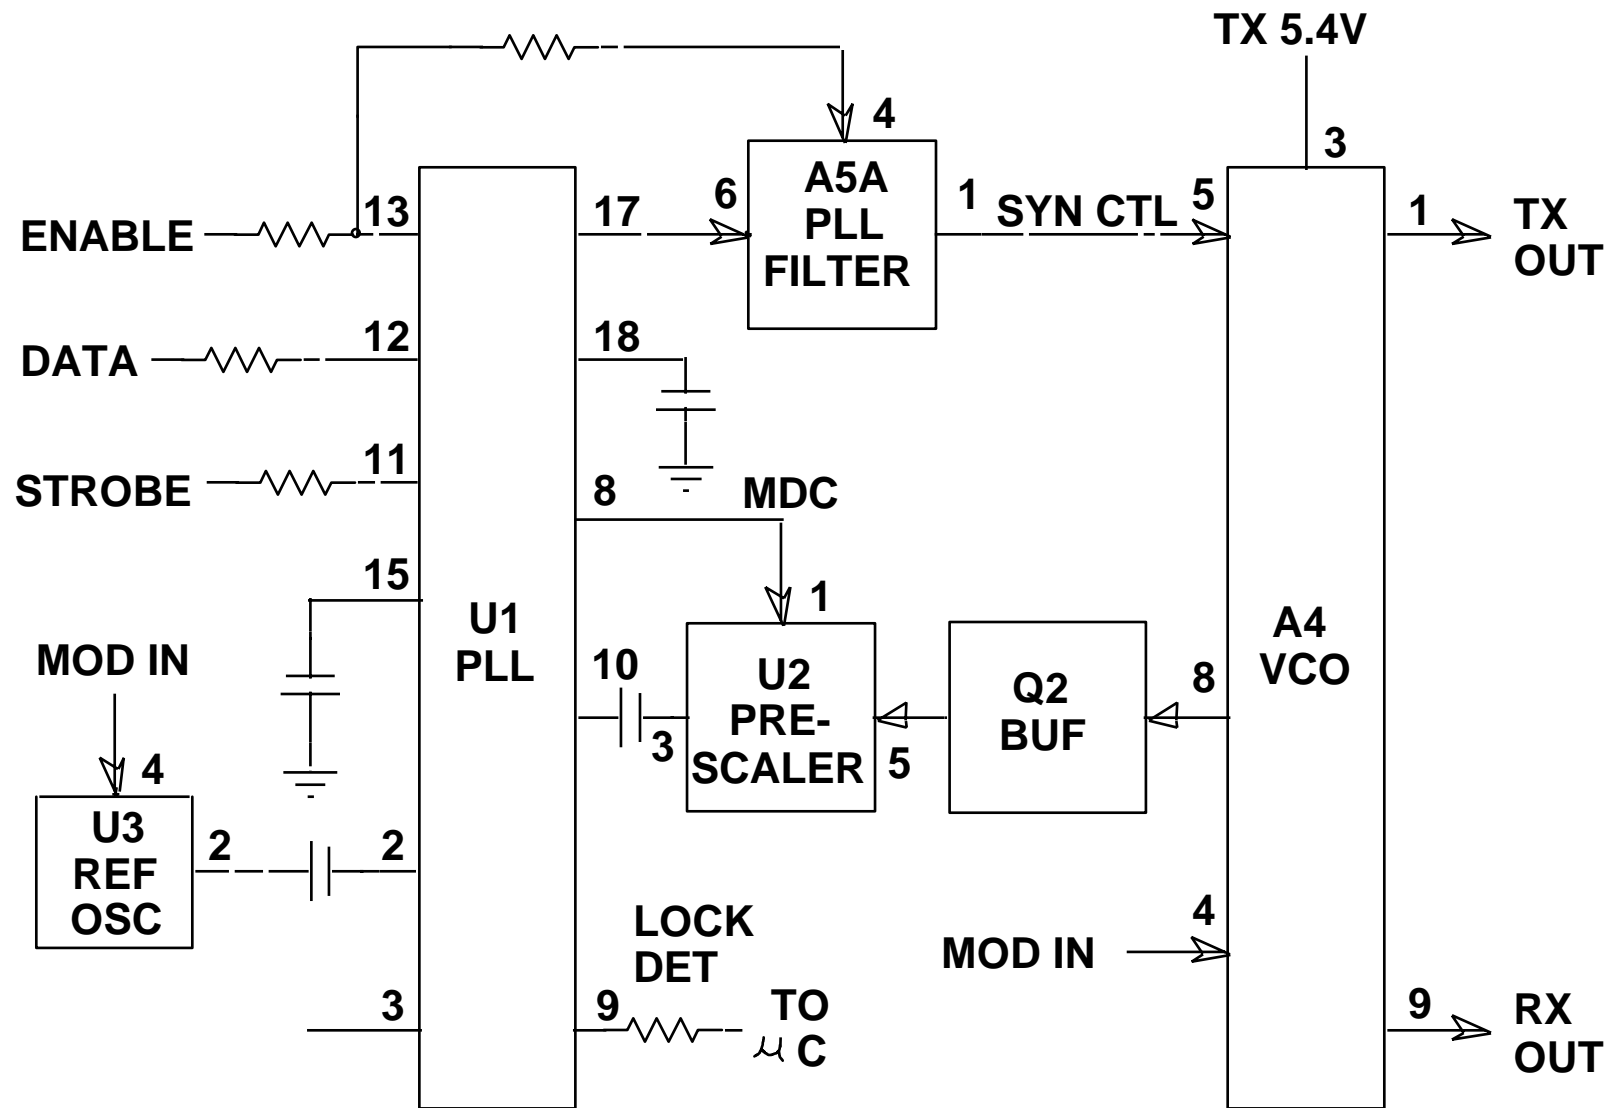 TX 5.4V
4
3
A5A
PLL
FILTER
ENABLE
13
17
6
1
SYN CTL
5
1
TX
OUT
DATA
12
18
STROBE
11
8
MDC
15
1
U1
PLL
MOD IN
10
3
U2
PRE-
SCALER
5
Q2
BUF
8
A4
VCO
4
U3
REF
OSC
2
2
LOCK
DET
MOD IN
4
3
9
TO
μ C
9
RX
OUT